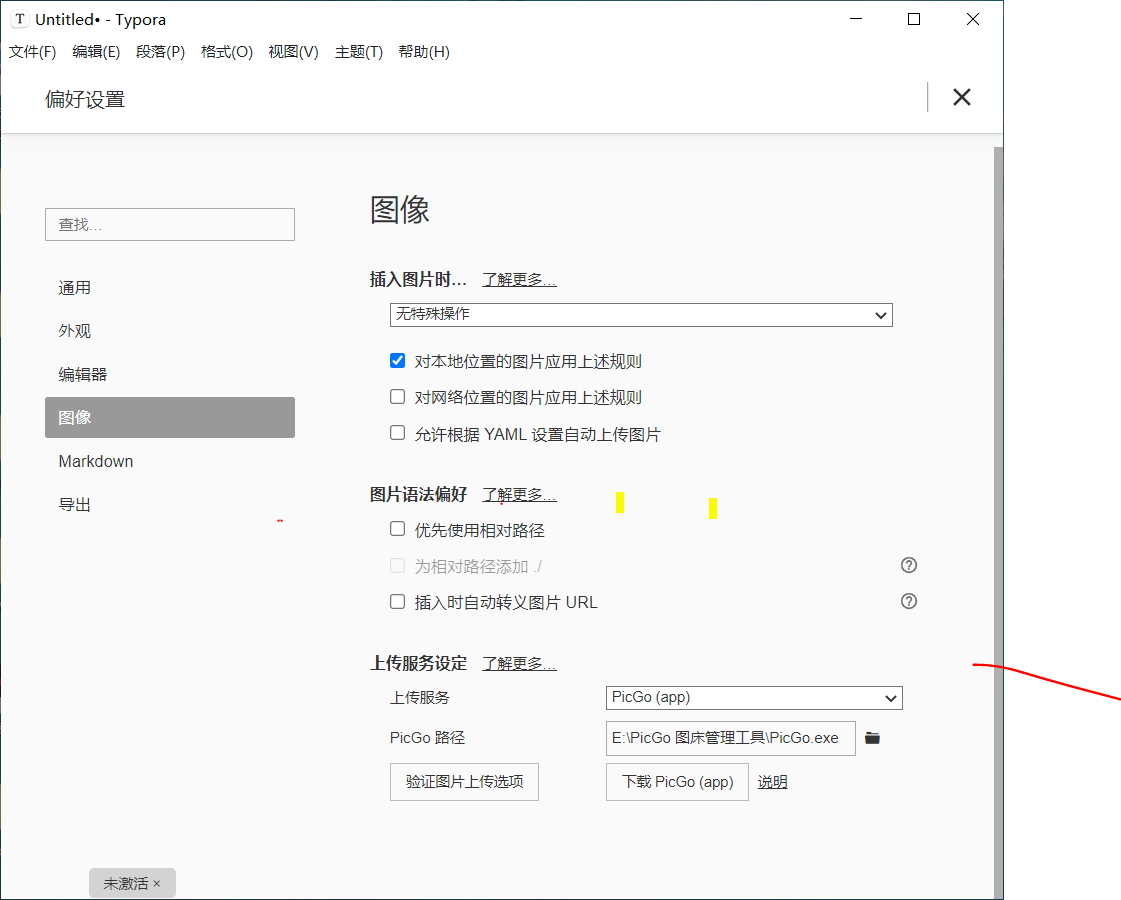 T Untitled• - Typora
文件(F) 编辑(E) 段落(P) 格式(O) 视图(V) 主题(T) 帮助(H)
偏好设置
查找...
通用
外观
编辑器
图像
Markdown
导出
图像
插入图片时... 了解更多...
无特殊操作
对本地位置的图片应用上述规则
对网络位置的图片应用上述规则
允许根据 YAML 设置自动上传图片
图片语法偏好 了解更多...
优先使用相对路径
为相对路径添加 ./
插入时自动转义图片 URL
上传服务设定 了解更多...
上传服务 PicGo (app)
PicGo 路径 E:\PicGo 图床管理工具\PicGo.exe
验证图片上传选项 下载 PicGo (app) 说明
未激活 ×